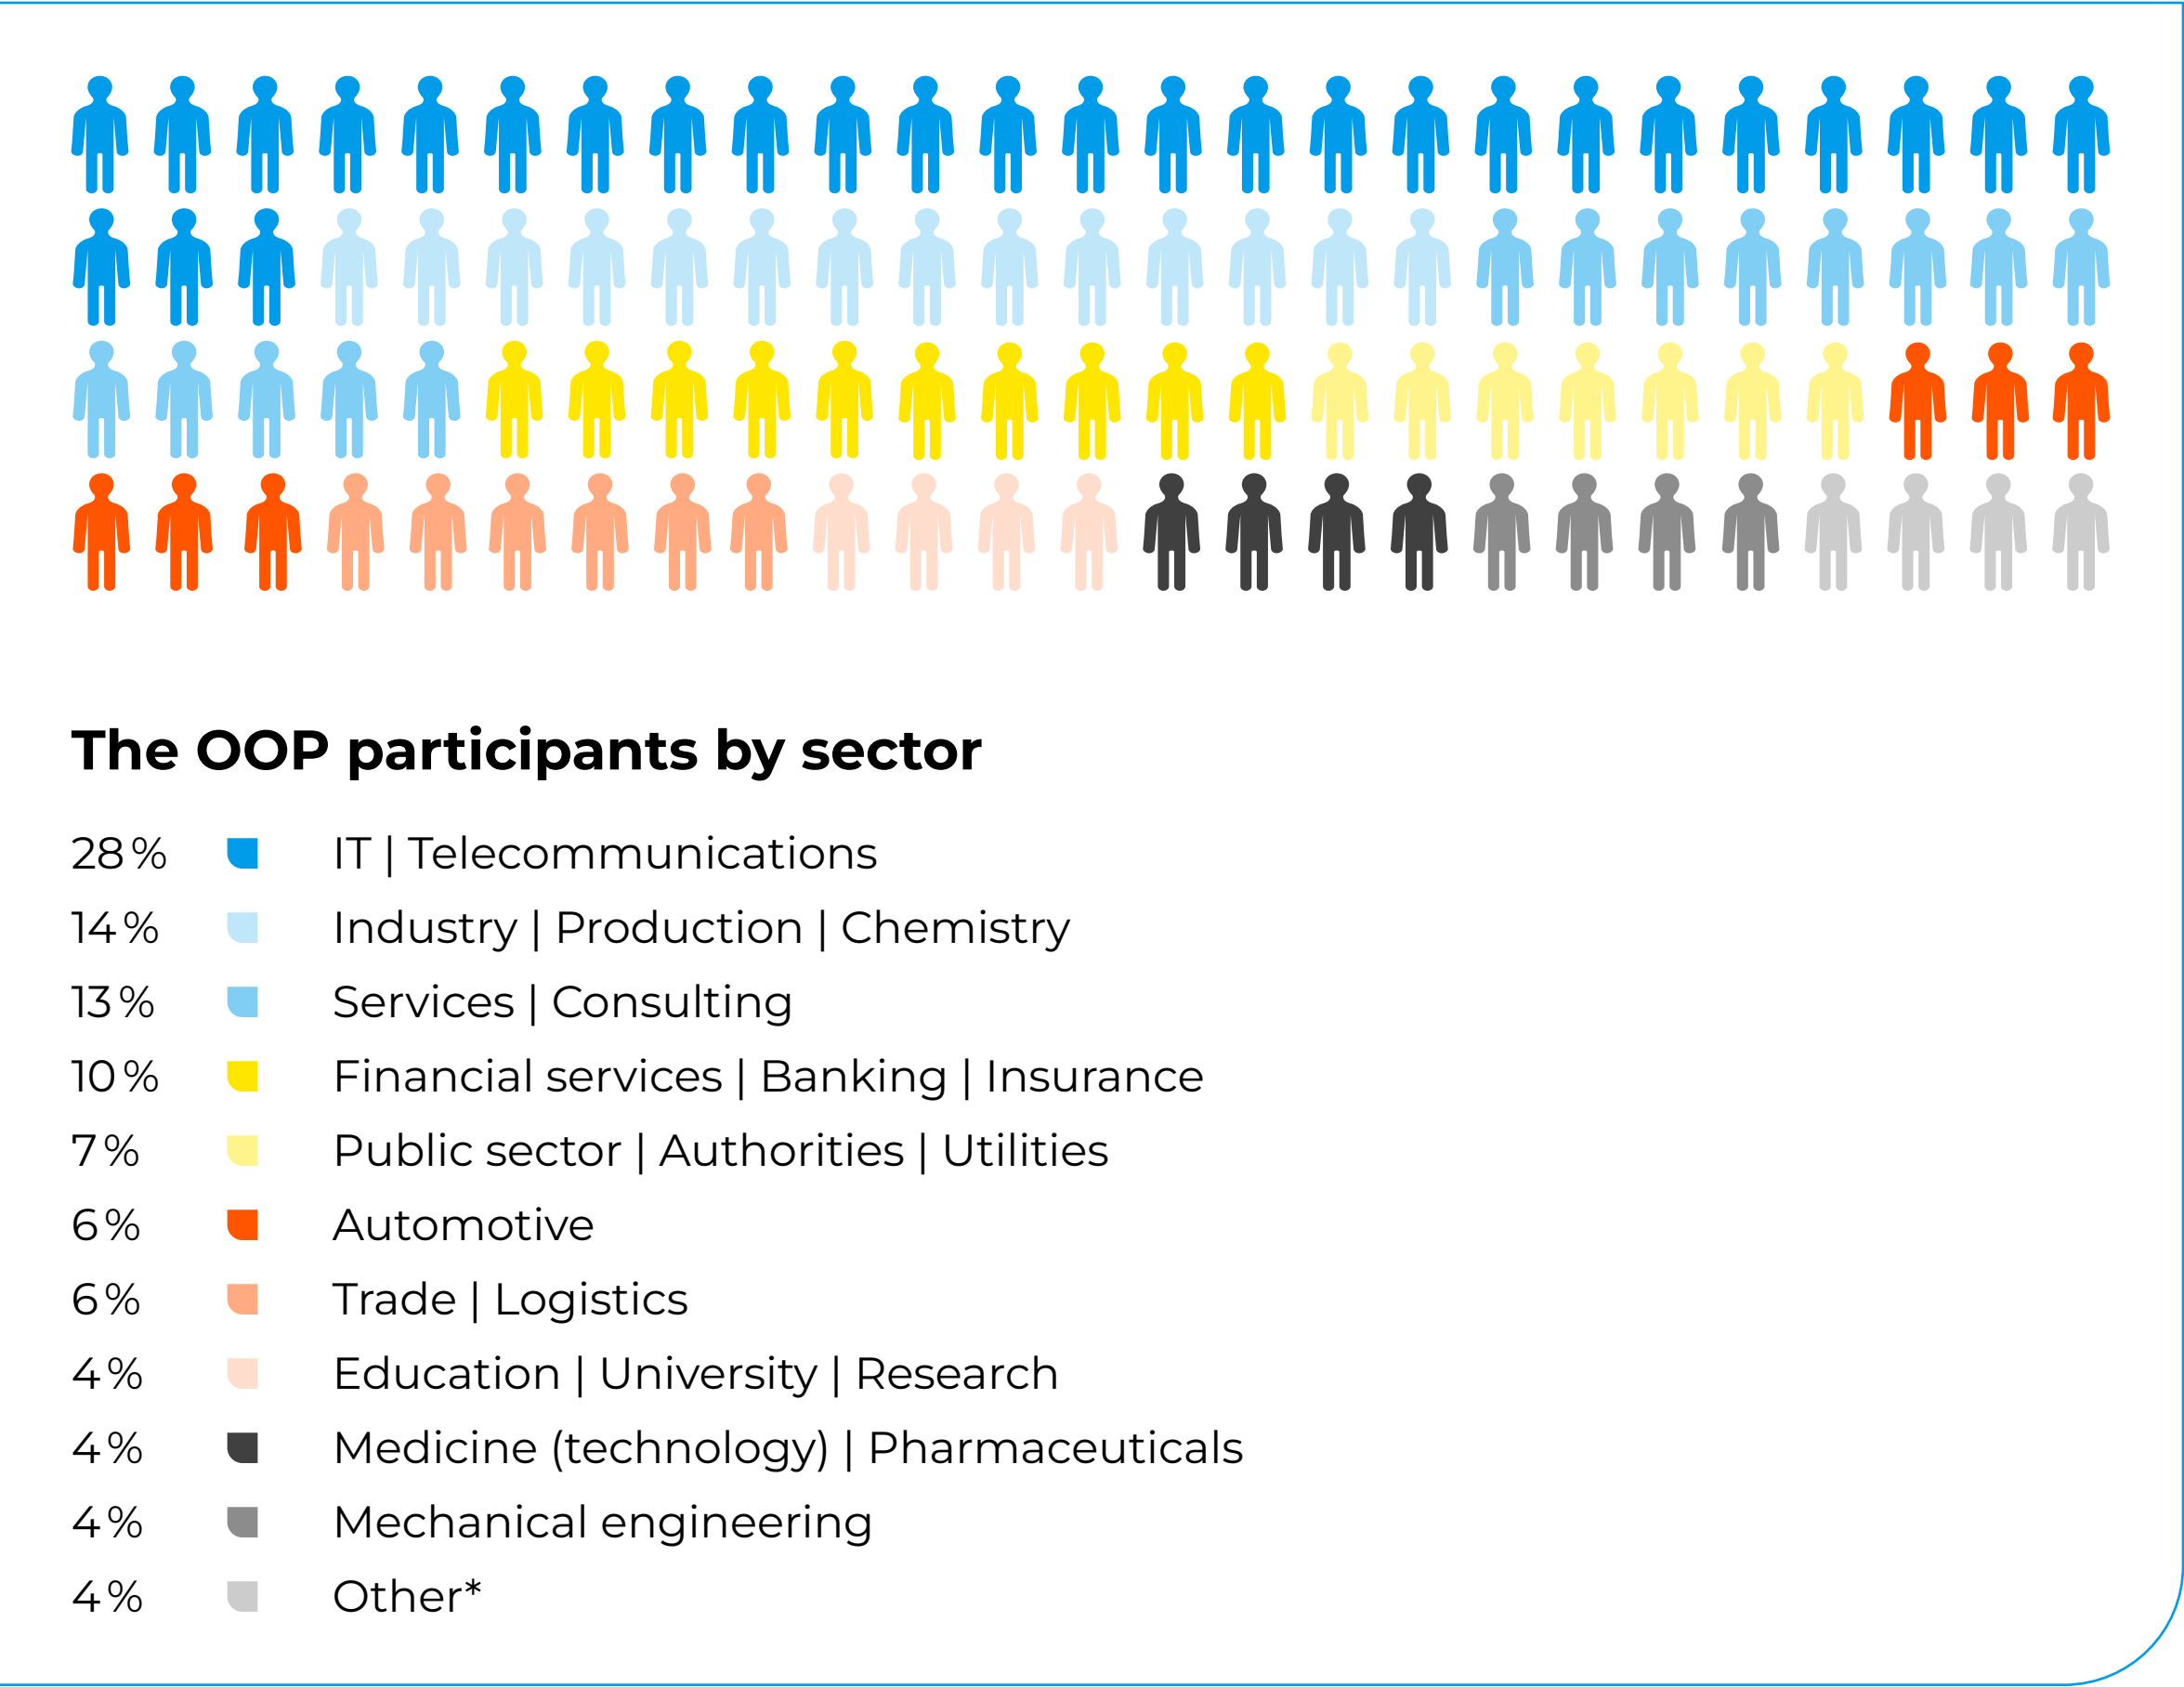 The OOP participants by sector
28 % IT | Telecommunications
14 % Industry | Production | Chemistry
13 % Services | Consulting
10 % Financial services | Banking | Insurance
7 % Public sector | Authorities | Utilities
6 % Automotive
6 % Trade | Logistics
4 % Education | University | Research
4 % Medicine (technology) | Pharmaceuticals
4 % Mechanical engineering
4 % Other*